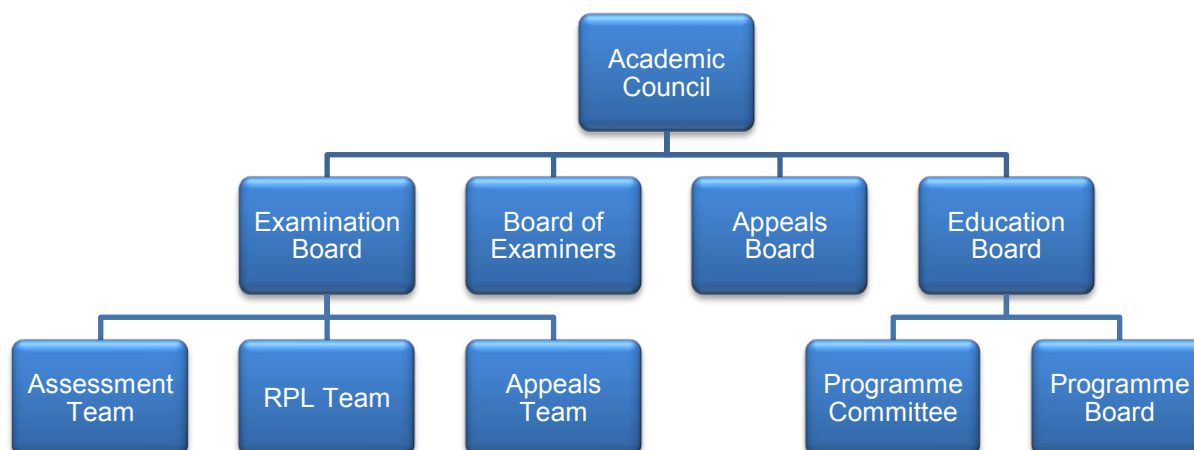 Academic
Council
Examination
Board
Board of
Examiners
Appeals
Board
Education
Board
Assessment
Team
RPL Team
Appeals
Team
Programme
Committee
Programme
Board